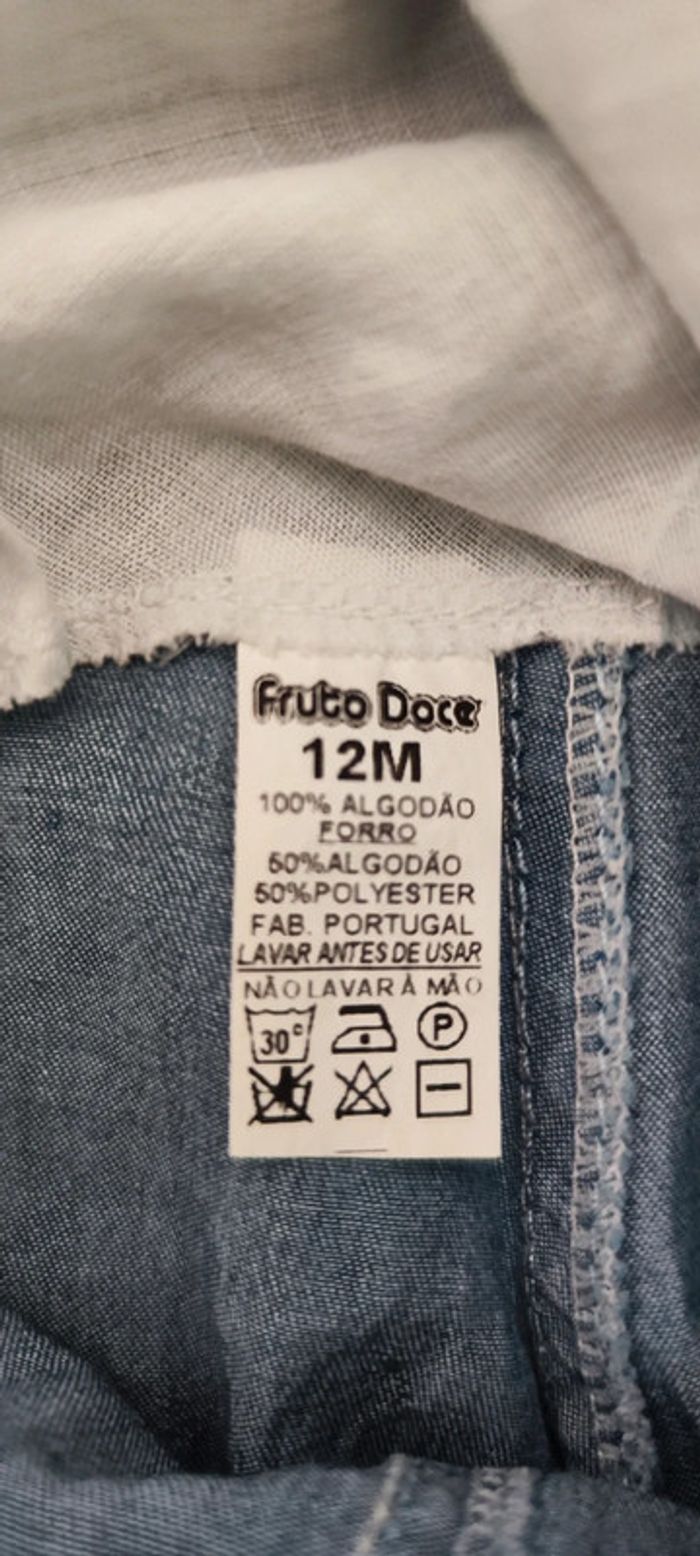 Fruto Doce
12M
100% ALGODÃO
FORRO
50%ALGODÃO
50%POLYESTER
FAB. PORTUGAL
LAVAR ANTES DE USAR
NÃO LAVAR À MÃO
30°
P